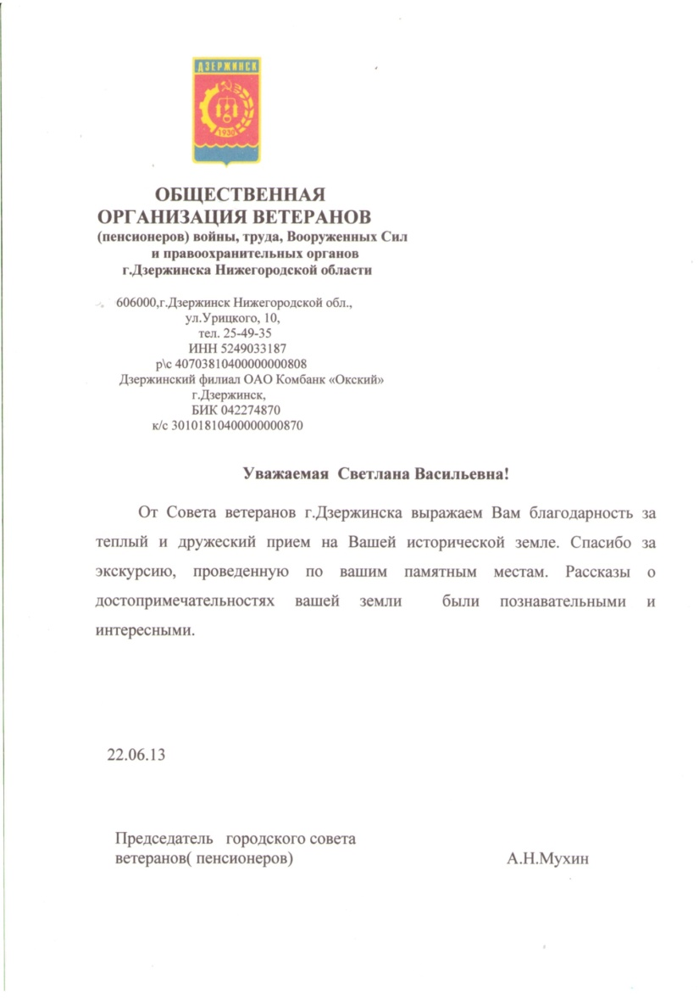 ДЗЕРЖИНСК
1930
ОБЩЕСТВЕННАЯ
ОРГАНИЗАЦИЯ ВЕТЕРАНОВ
(пенсионеров) войны, труда, Вооруженных Сил
и правоохранительных органов
г.Дзержинска Нижегородской области
606000,г.Дзержинск Нижегородской обл.,
ул.Урицкого, 10,
тел. 25-49-35
ИНН 5249033187
р\с 40703810400000000808
Дзержинский филиал ОАО Комбанк «Окский»
г.Дзержинск,
БИК 042274870
к/с 30101810400000000870
Уважаемая Светлана Васильевна!
От Совета ветеранов г.Дзержинска выражаем Вам благодарность за
теплый и дружеский прием на Вашей исторической земле. Спасибо за
экскурсию, проведенную по вашим памятным местам. Рассказы о
достопримечательностях вашей земли были познавательными и
интересными.
22.06.13
Председатель городского совета
ветеранов( пенсионеров) А.Н.Мухин